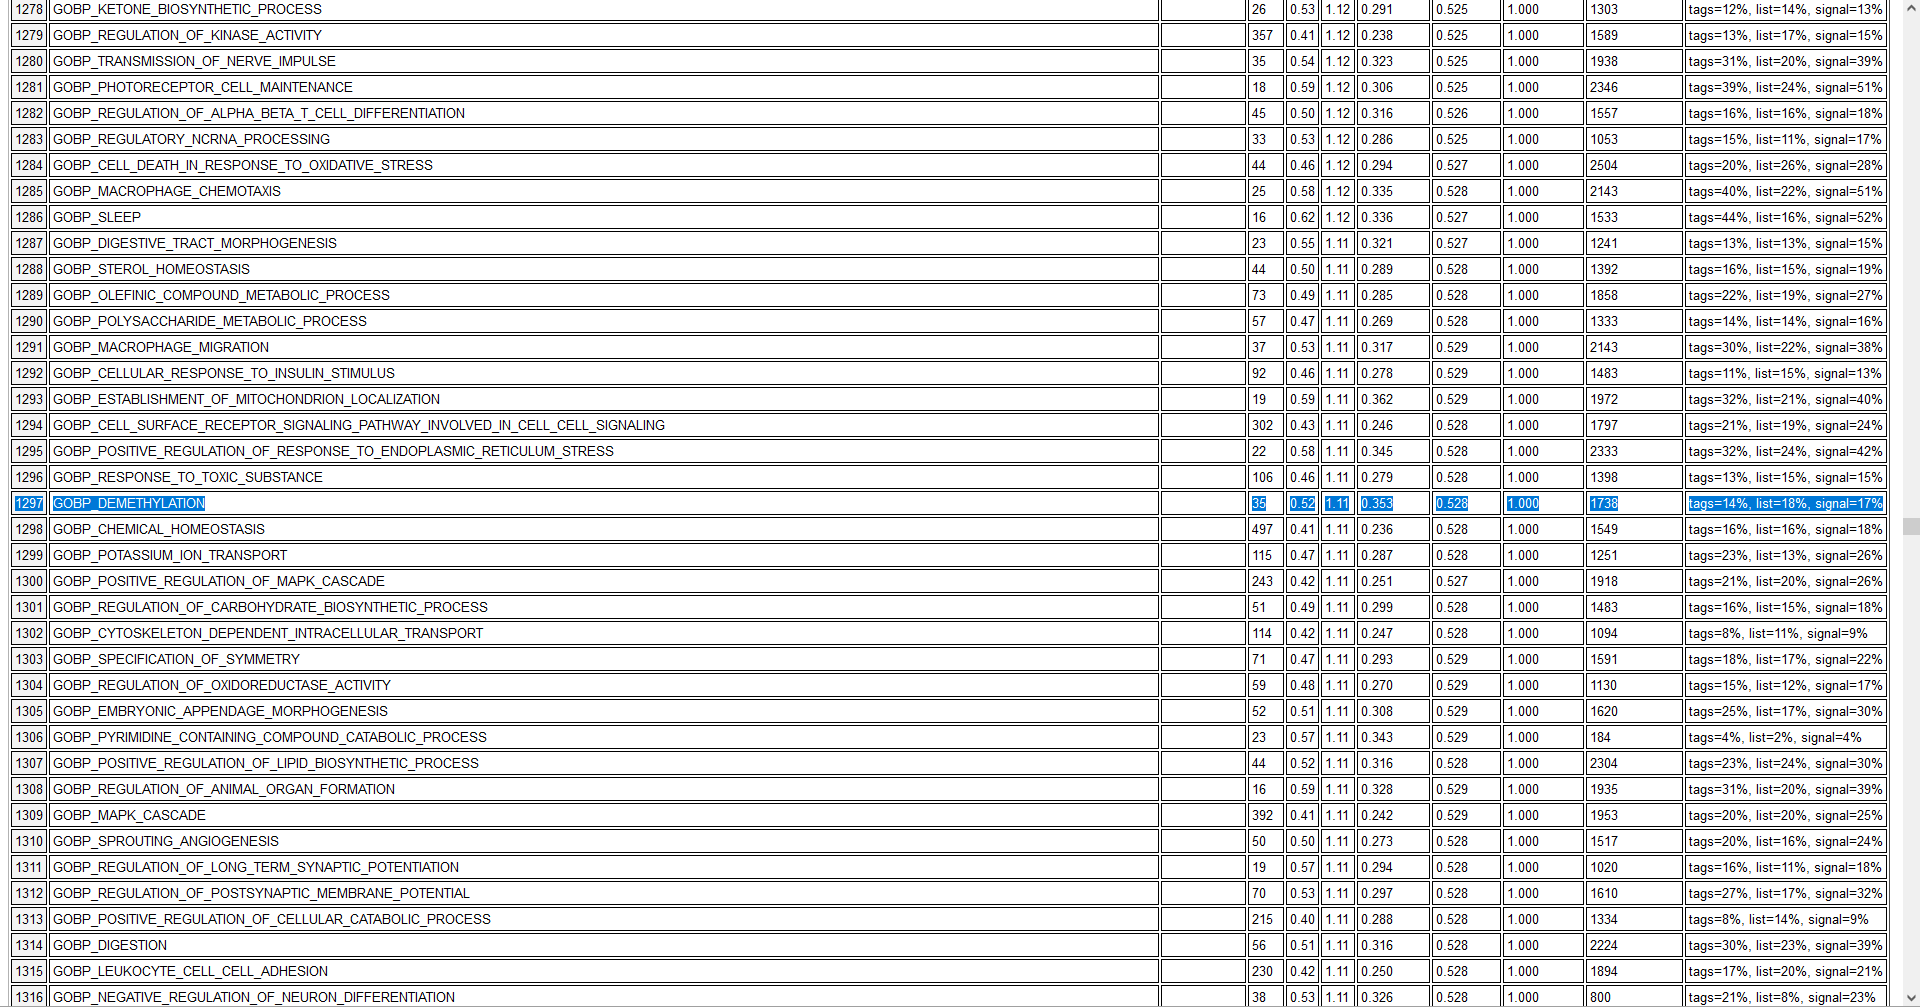 1278 GOBP_KETONE_BIOSYNTHETIC_PROCESS 26 0.53 1.12 0.291 0.525 1.000 1303 tags=12%, list=14%, signal=13%
1279 GOBP_REGULATION_OF_KINASE_ACTIVITY 357 0.41 1.12 0.238 0.525 1.000 1589 tags=13%, list=17%, signal=15%
1280 GOBP_TRANSMISSION_OF_NERVE_IMPULSE 35 0.54 1.12 0.323 0.525 1.000 1938 tags=31%, list=20%, signal=39%
1281 GOBP_PHOTORECEPTOR_CELL_MAINTENANCE 18 0.59 1.12 0.306 0.525 1.000 2346 tags=39%, list=24%, signal=51%
1282 GOBP_REGULATION_OF_ALPHA_BETA_T_CELL_DIFFERENTIATION 45 0.50 1.12 0.316 0.526 1.000 1557 tags=16%, list=16%, signal=18%
1283 GOBP_REGULATORY_NCRNA_PROCESSING 33 0.53 1.12 0.286 0.525 1.000 1053 tags=15%, list=11%, signal=17%
1284 GOBP_CELL_DEATH_IN_RESPONSE_TO_OXIDATIVE_STRESS 44 0.46 1.12 0.294 0.527 1.000 2504 tags=20%, list=26%, signal=28%
1285 GOBP_MACROPHAGE_CHEMOTAXIS 25 0.58 1.12 0.335 0.528 1.000 2143 tags=40%, list=22%, signal=51%
1286 GOBP_SLEEP 16 0.62 1.12 0.336 0.527 1.000 1533 tags=44%, list=16%, signal=52%
1287 GOBP_DIGESTIVE_TRACT_MORPHOGENESIS 23 0.55 1.11 0.321 0.527 1.000 1241 tags=13%, list=13%, signal=15%
1288 GOBP_STEROL_HOMEOSTASIS 44 0.50 1.11 0.289 0.528 1.000 1392 tags=16%, list=15%, signal=19%
1289 GOBP_OLEFINIC_COMPOUND_METABOLIC_PROCESS 73 0.49 1.11 0.285 0.528 1.000 1858 tags=22%, list=19%, signal=27%
1290 GOBP_POLYSACCHARIDE_METABOLIC_PROCESS 57 0.47 1.11 0.269 0.528 1.000 1333 tags=14%, list=14%, signal=16%
1291 GOBP_MACROPHAGE_MIGRATION 37 0.53 1.11 0.317 0.529 1.000 2143 tags=30%, list=22%, signal=38%
1292 GOBP_CELLULAR_RESPONSE_TO_INSULIN_STIMULUS 92 0.46 1.11 0.278 0.529 1.000 1483 tags=11%, list=15%, signal=13%
1293 GOBP_ESTABLISHMENT_OF_MITOCHONDRION_LOCALIZATION 19 0.59 1.11 0.362 0.529 1.000 1972 tags=32%, list=21%, signal=40%
1294 GOBP_CELL_SURFACE_RECEPTOR_SIGNALING_PATHWAY_INVOLVED_IN_CELL_CELL_SIGNALING 302 0.43 1.11 0.246 0.528 1.000 1797 tags=21%, list=19%, signal=24%
1295 GOBP_POSITIVE_REGULATION_OF_RESPONSE_TO_ENDOPLASMIC_RETICULUM_STRESS 22 0.58 1.11 0.345 0.528 1.000 2333 tags=32%, list=24%, signal=42%
1296 GOBP_RESPONSE_TO_TOXIC_SUBSTANCE 106 0.46 1.11 0.279 0.528 1.000 1398 tags=13%, list=15%, signal=15%
1297 GOBP_DEMETHYLATION 35 0.52 1.11 0.353 0.528 1.000 1738 tags=14%, list=18%, signal=17%
1298 GOBP_CHEMICAL_HOMEOSTASIS 497 0.41 1.11 0.236 0.528 1.000 1549 tags=16%, list=16%, signal=18%
1299 GOBP_POTASSIUM_ION_TRANSPORT 115 0.47 1.11 0.287 0.528 1.000 1251 tags=23%, list=13%, signal=26%
1300 GOBP_POSITIVE_REGULATION_OF_MAPK_CASCADE 243 0.42 1.11 0.251 0.527 1.000 1918 tags=21%, list=20%, signal=26%
1301 GOBP_REGULATION_OF_CARBOHYDRATE_BIOSYNTHETIC_PROCESS 51 0.49 1.11 0.299 0.528 1.000 1483 tags=16%, list=15%, signal=18%
1302 GOBP_CYTOSKELETON_DEPENDENT_INTRACELLULAR_TRANSPORT 114 0.42 1.11 0.247 0.528 1.000 1094 tags=8%, list=11%, signal=9%
1303 GOBP_SPECIFICATION_OF_SYMMETRY 71 0.47 1.11 0.293 0.529 1.000 1591 tags=18%, list=17%, signal=22%
1304 GOBP_REGULATION_OF_OXIDOREDUCTASE_ACTIVITY 59 0.48 1.11 0.270 0.529 1.000 1130 tags=15%, list=12%, signal=17%
1305 GOBP_EMBRYONIC_APPENDAGE_MORPHOGENESIS 52 0.51 1.11 0.308 0.529 1.000 1620 tags=25%, list=17%, signal=30%
1306 GOBP_PYRIMIDINE_CONTAINING_COMPOUND_CATABOLIC_PROCESS 23 0.57 1.11 0.343 0.529 1.000 184 tags=4%, list=2%, signal=4%
1307 GOBP_POSITIVE_REGULATION_OF_LIPID_BIOSYNTHETIC_PROCESS 44 0.52 1.11 0.316 0.528 1.000 2304 tags=23%, list=24%, signal=30%
1308 GOBP_REGULATION_OF_ANIMAL_ORGAN_FORMATION 16 0.59 1.11 0.328 0.529 1.000 1935 tags=31%, list=20%, signal=39%
1309 GOBP_MAPK_CASCADE 392 0.41 1.11 0.242 0.529 1.000 1953 tags=20%, list=20%, signal=25%
1310 GOBP_SPROUTING_ANGIOGENESIS 50 0.50 1.11 0.273 0.528 1.000 1517 tags=20%, list=16%, signal=24%
1311 GOBP_REGULATION_OF_LONG_TERM_SYNAPTIC_POTENTIATION 19 0.57 1.11 0.294 0.528 1.000 1020 tags=16%, list=11%, signal=18%
1312 GOBP_REGULATION_OF_POSTSYNAPTIC_MEMBRANE_POTENTIAL 70 0.53 1.11 0.297 0.528 1.000 1610 tags=27%, list=17%, signal=32%
1313 GOBP_POSITIVE_REGULATION_OF_CELLULAR_CATABOLIC_PROCESS 215 0.40 1.11 0.288 0.528 1.000 1334 tags=8%, list=14%, signal=9%
1314 GOBP_DIGESTION 56 0.51 1.11 0.316 0.528 1.000 2224 tags=30%, list=23%, signal=39%
1315 GOBP_LEUKOCYTE_CELL_CELL_ADHESION 230 0.42 1.11 0.250 0.528 1.000 1894 tags=17%, list=20%, signal=21%
1316 GOBP_NEGATIVE_REGULATION_OF_NEURON_DIFFERENTIATION 38 0.53 1.11 0.326 0.528 1.000 800 tags=21%, list=8%, signal=23%